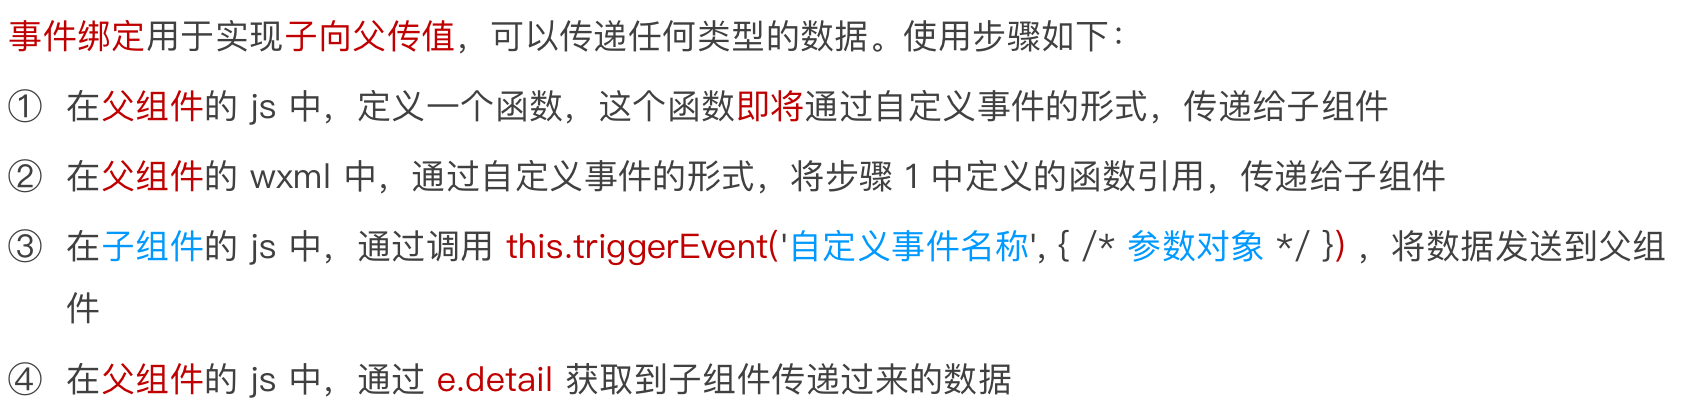 事件绑定用于实现子向父传值，可以传递任何类型的数据。使用步骤如下：
① 在父组件的 js 中，定义一个函数，这个函数即将通过自定义事件的形式，传递给子组件
② 在父组件的 wxml 中，通过自定义事件的形式，将步骤 1 中定义的函数引用，传递给子组件
③ 在子组件的 js 中，通过调用 this.triggerEvent('自定义事件名称', { /* 参数对象 */ }) ，将数据发送到父组
件
④ 在父组件的 js 中，通过 e.detail 获取到子组件传递过来的数据